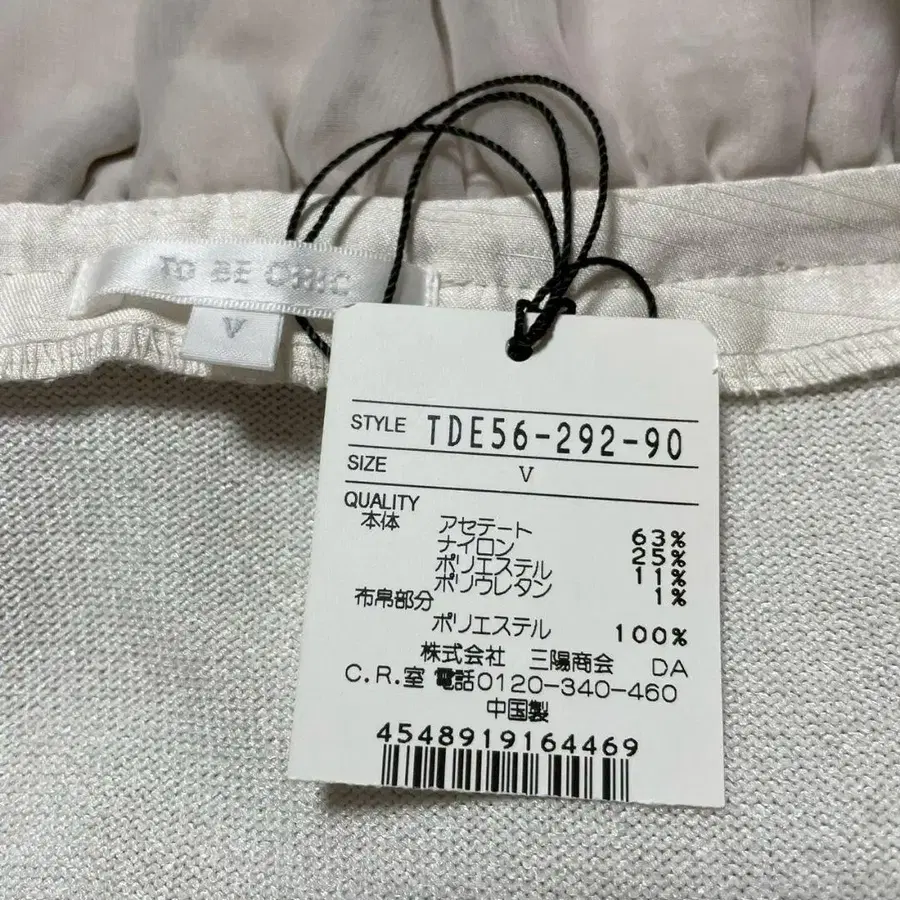 TO BE CHIC
V
STYLE TDE56-292-90
SIZE V
QUALITY
本体 アセテート 63%
ナイロン 25%
ポリエステル 11%
ポリウレタン 1%
布帛部分
ポリエステル 100%
株式会社 三陽商会 DA
C.R.室 電話0120-340-460
中国製
4548919164469